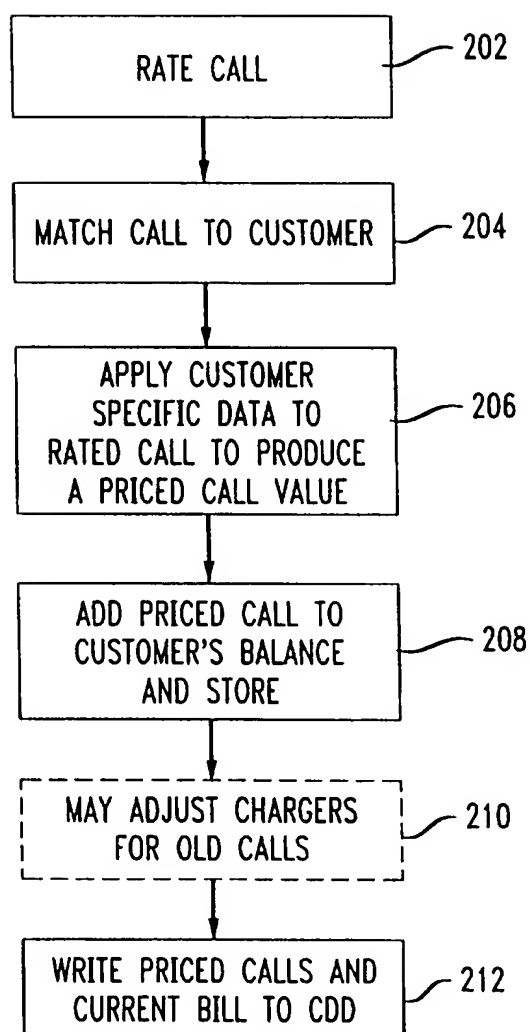 RATE CALL
202
MATCH CALL TO CUSTOMER
204
APPLY CUSTOMER
SPECIFIC DATA TO
RATED CALL TO PRODUCE
A PRICED CALL VALUE
206
ADD PRICED CALL TO
CUSTOMER'S BALANCE
AND STORE
208
MAY ADJUST CHARGERS
FOR OLD CALLS
210
WRITE PRICED CALLS AND
CURRENT BILL TO CDD
212